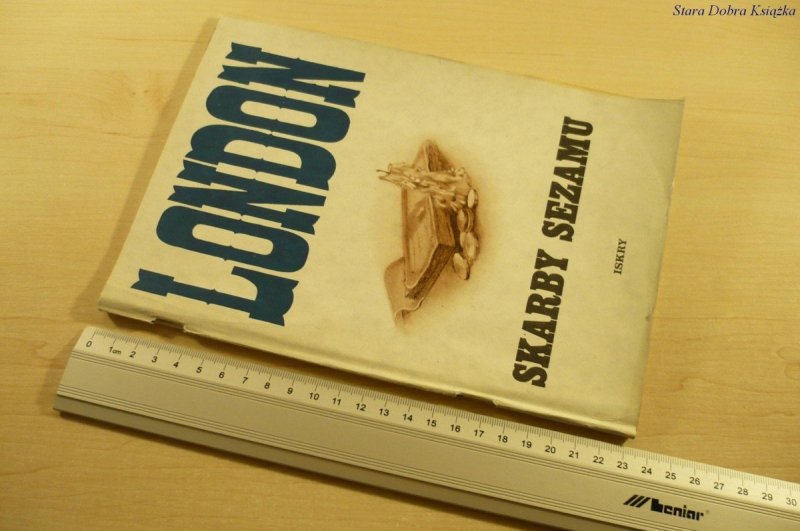 Stara Dobra Książka
LONDON
SKARBY SEZAMU
ISKRY
0 1cm 2 3 4 5 6 7 8 9 10 11 12 13 14 15 16 17 18 19 20 21 22 23 24 25 26 27 28 29 30
Leniar